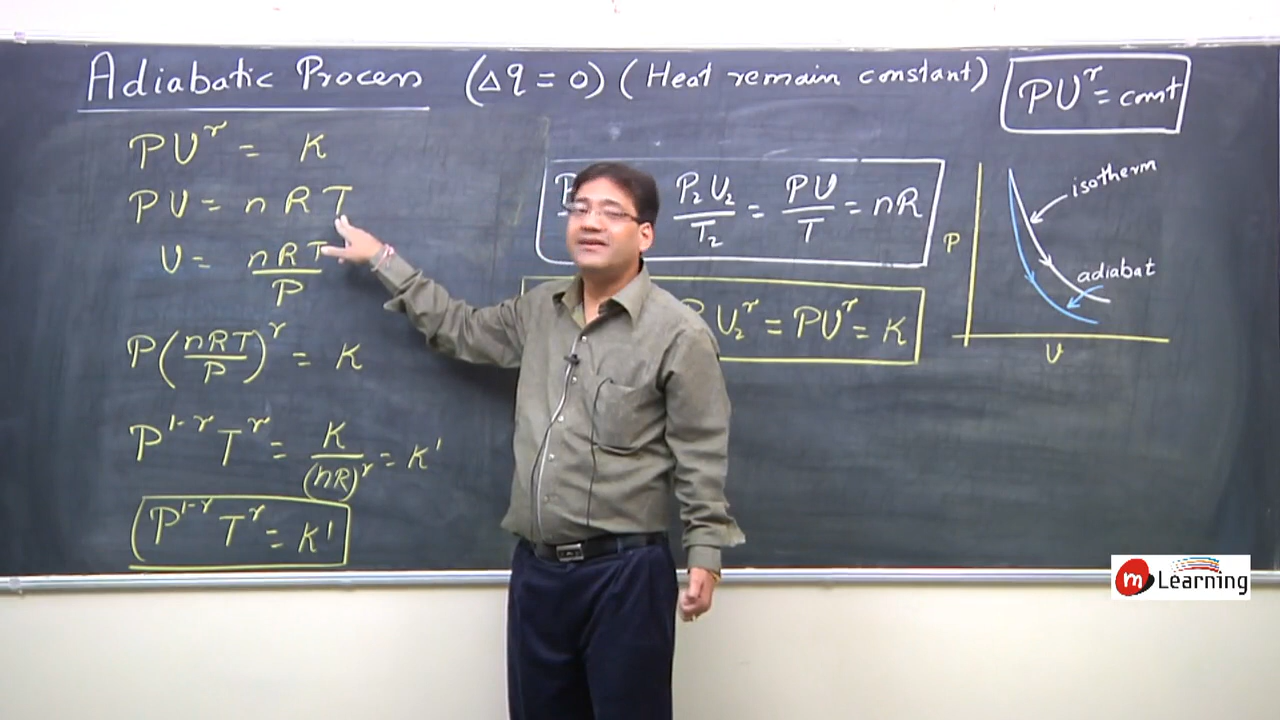 Adiabatic Process (Δq = 0) (Heat remain constant)
PV^r = const
PV^r = K
PV = nRT
V = nRT/P
P(nRT/P)^r = K
P^1-r T^r = K/(nR)^r = K'
P^1-r T^r = K'
P₂V₂/T₂ = PV/T = nR
V₂^r = PV^r = K
isotherm
P
adiabat
V
m Learning